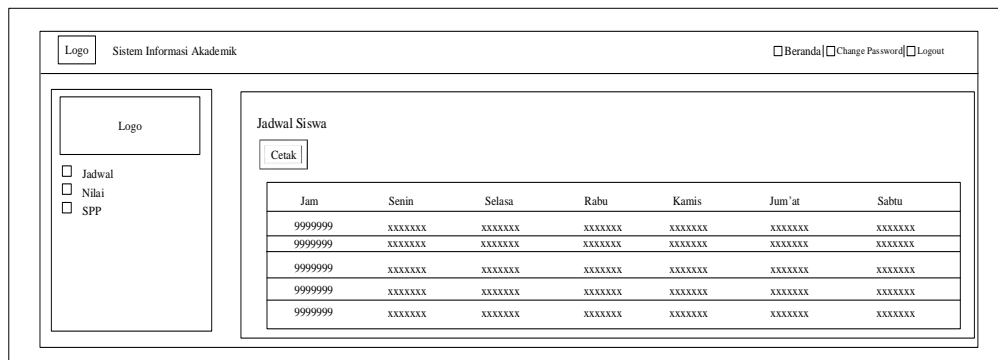 Logo Sistem Informasi Akademik Beranda Change Password Logout
Logo
Jadwal
Nilai
SPP
Jadwal Siswa
Cetak
Jam Senin Selasa Rabu Kamis Jum'at Sabtu
9999999 xxxxxxx xxxxxxx xxxxxxx xxxxxxx xxxxxxx xxxxxxx
9999999 xxxxxxx xxxxxxx xxxxxxx xxxxxxx xxxxxxx xxxxxxx
9999999 xxxxxxx xxxxxxx xxxxxxx xxxxxxx xxxxxxx xxxxxxx
9999999 xxxxxxx xxxxxxx xxxxxxx xxxxxxx xxxxxxx xxxxxxx
9999999 xxxxxxx xxxxxxx xxxxxxx xxxxxxx xxxxxxx xxxxxxx